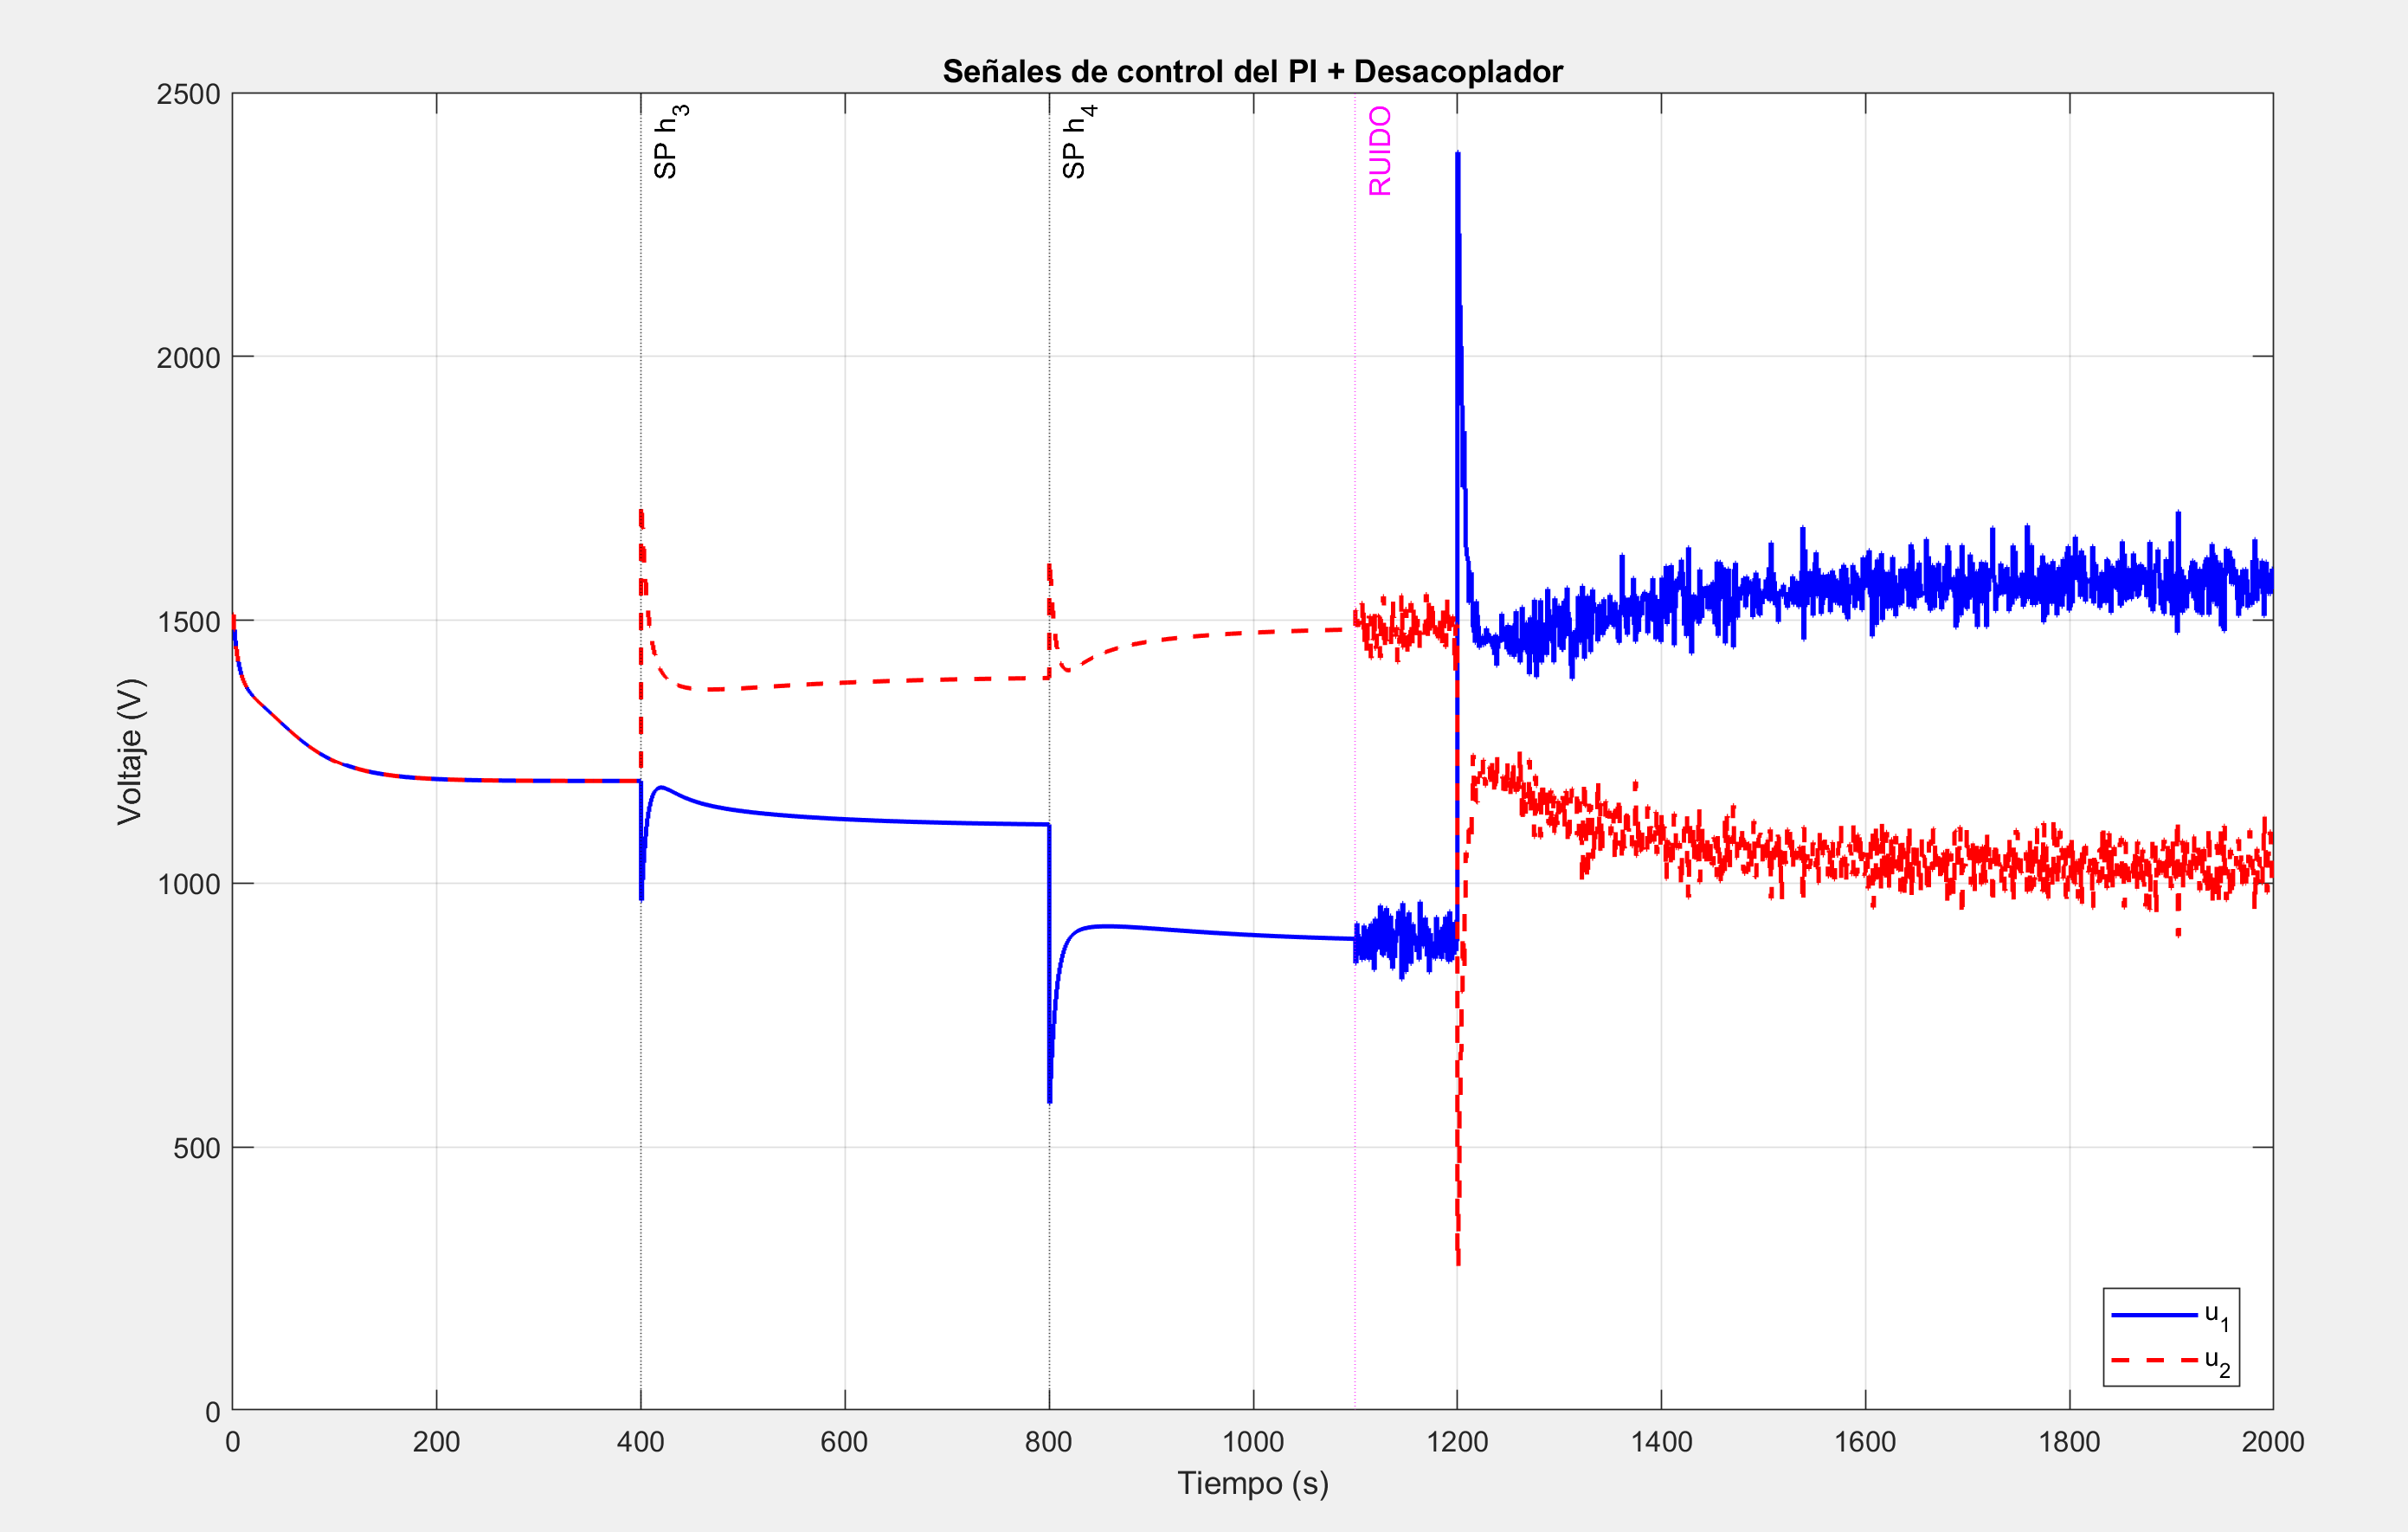 Señales de control del PI + Desacoplador
2500
2000
1500
1000
500
0
Voltaje (V)
SP h3
SP h4
RUIDO
u1
u2
0 200 400 600 800 1000 1200 1400 1600 1800 2000
Tiempo (s)